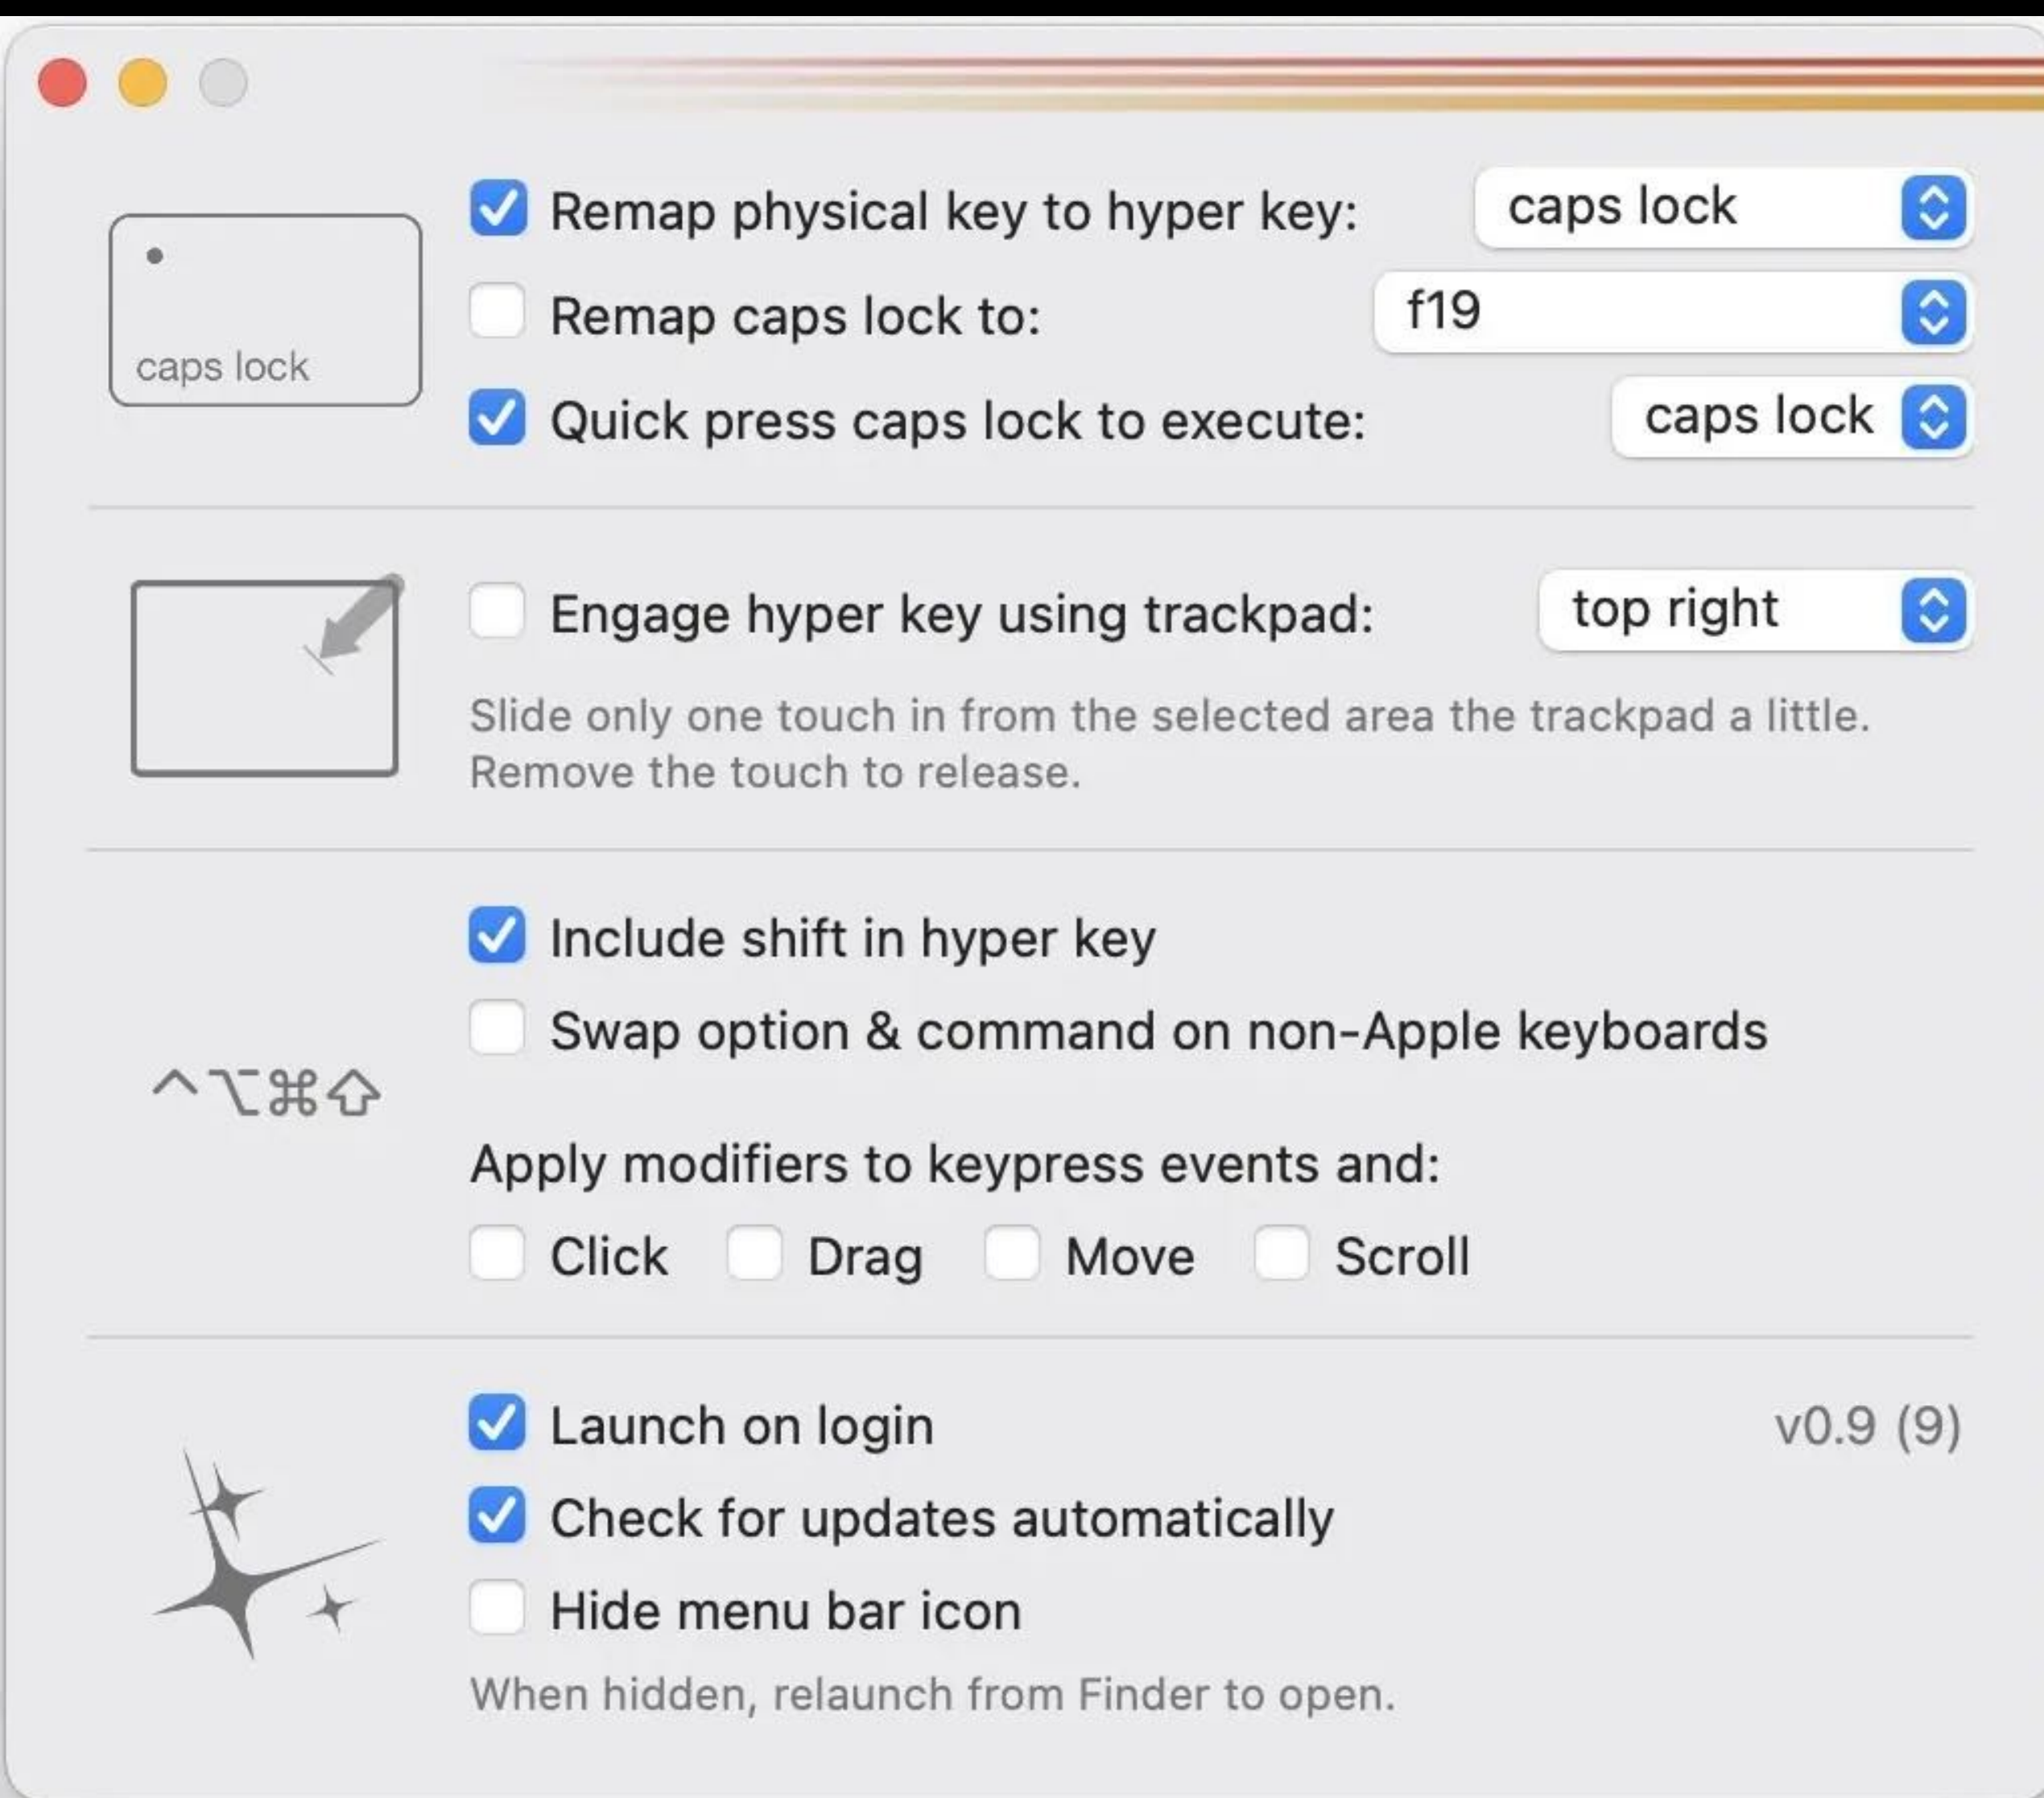 Remap physical key to hyper key: caps lock
caps lock
Remap caps lock to: f19
Quick press caps lock to execute: caps lock
Engage hyper key using trackpad: top right
Slide only one touch in from the selected area the trackpad a little.
Remove the touch to release.
Include shift in hyper key
Swap option & command on non-Apple keyboards
⌃⌥⌘⇧
Apply modifiers to keypress events and:
Click Drag Move Scroll
Launch on login v0.9 (9)
Check for updates automatically
Hide menu bar icon
When hidden, relaunch from Finder to open.